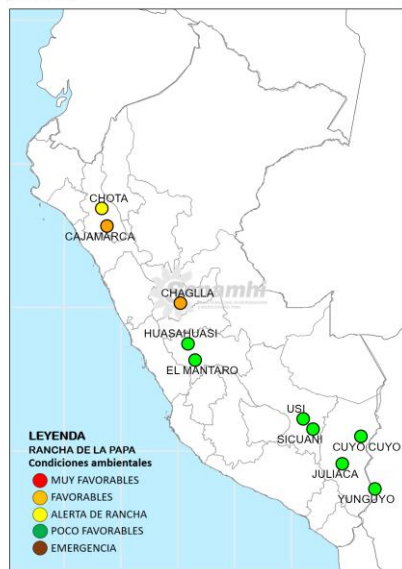 CHOTA
CAJAMARCA
CHAGLLA
HUASAHUASI
EL MANTARO
USI
SICUANI
CUYO CUYO
JULIACA
YUNGUYO
LEYENDA
RANCHA DE LA PAPA
Condiciones ambientales
MUY FAVORABLES
FAVORABLES
ALERTA DE RANCHA
POCO FAVORABLES
EMERGENCIA